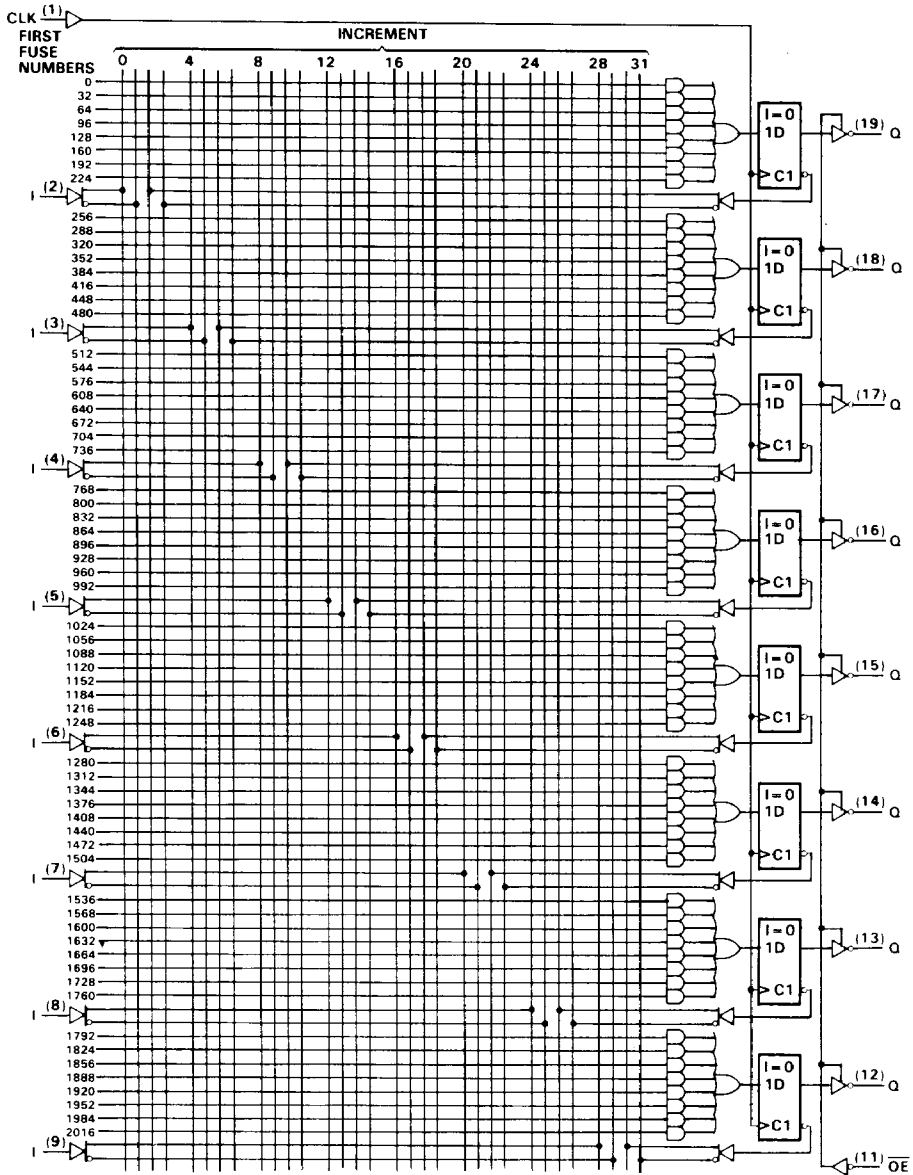 CLK (1)
FIRST
FUSE
NUMBERS
INCREMENT
0 4 8 12 16 20 24 28 31
0
32
64
96
128
160
192
224
I=0
1D
C1
(19) Q
I (2)
256
288
320
352
384
416
448
480
I=0
1D
C1
(18) Q
I (3)
512
544
576
608
640
672
704
736
I=0
1D
C1
(17) Q
I (4)
768
800
832
864
896
928
960
992
I=0
1D
C1
(16) Q
I (5)
1024
1056
1088
1120
1152
1184
1216
1248
I=0
1D
C1
(15) Q
I (6)
1280
1312
1344
1376
1408
1440
1472
1504
I=0
1D
C1
(14) Q
I (7)
1536
1568
1600
1632
1664
1696
1728
1760
I=0
1D
C1
(13) Q
I (8)
1792
1824
1856
1888
1920
1952
1984
2016
I=0
1D
C1
(12) Q
I (9)
(11) O̅E̅